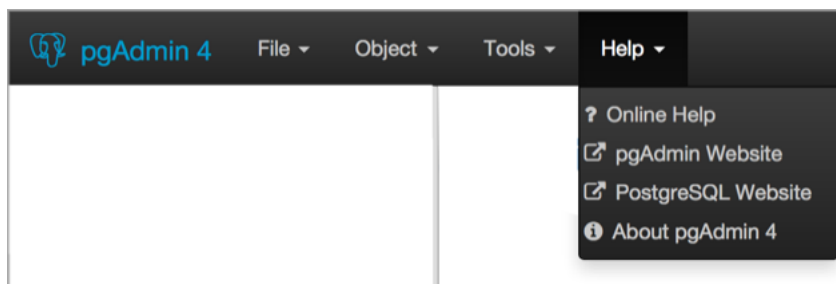 pgAdmin 4 File Object Tools Help
? Online Help
pgAdmin Website
PostgreSQL Website
About pgAdmin 4